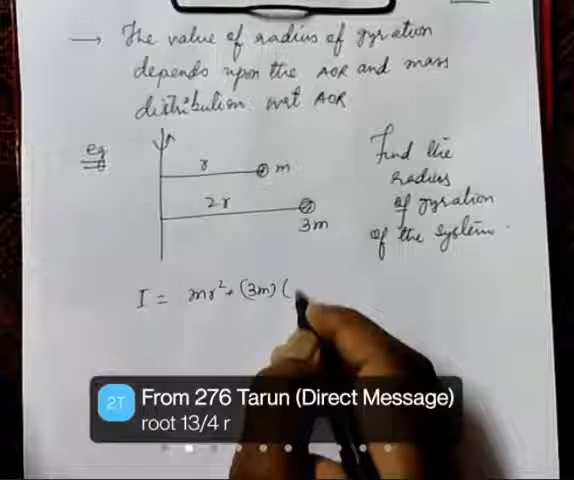 → The value of radius of gyration
depends upon the AOR and mass
distribution wrt AOR
eg
r
m
2r
3m
Find the
radius
of gyration
of the system.
I = mr² + (3m) (
2T
From 276 Tarun (Direct Message)
root 13/4 r